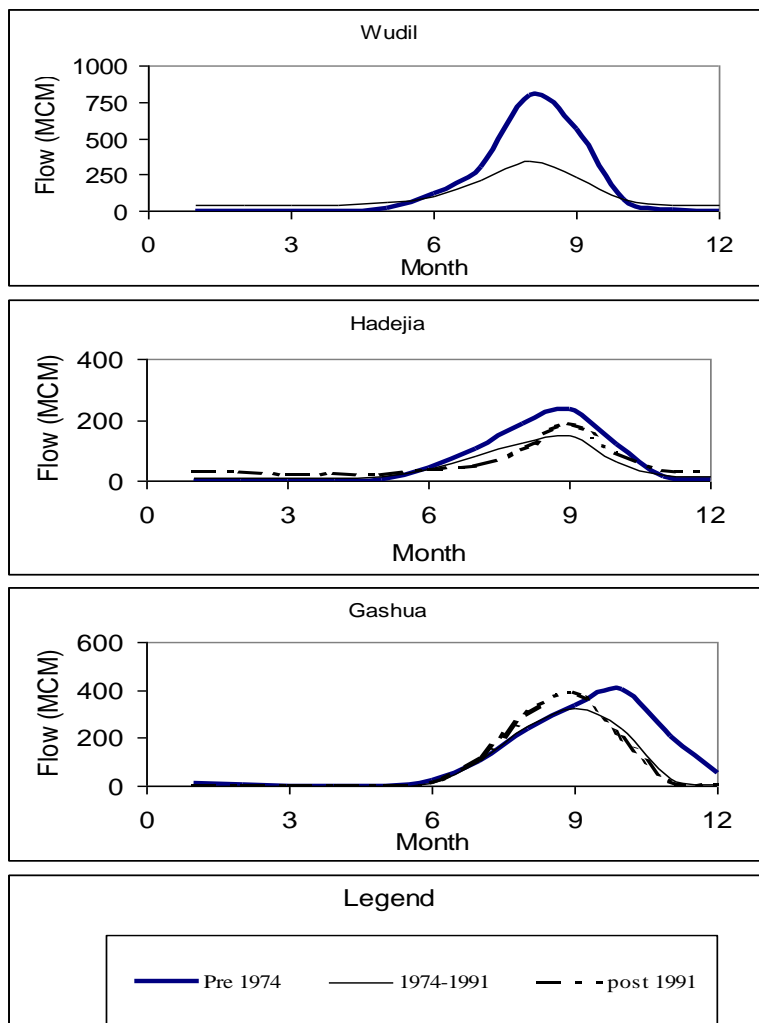 Wudil
1000
750
500
250
0
Flow (MCM)
0 3 6 9 12
Month
Hadejia
400
200
0
Flow (MCM)
0 3 6 9 12
Month
Gashua
600
400
200
0
Flow (MCM)
0 3 6 9 12
Month
Legend
Pre 1974 1974-1991 post 1991